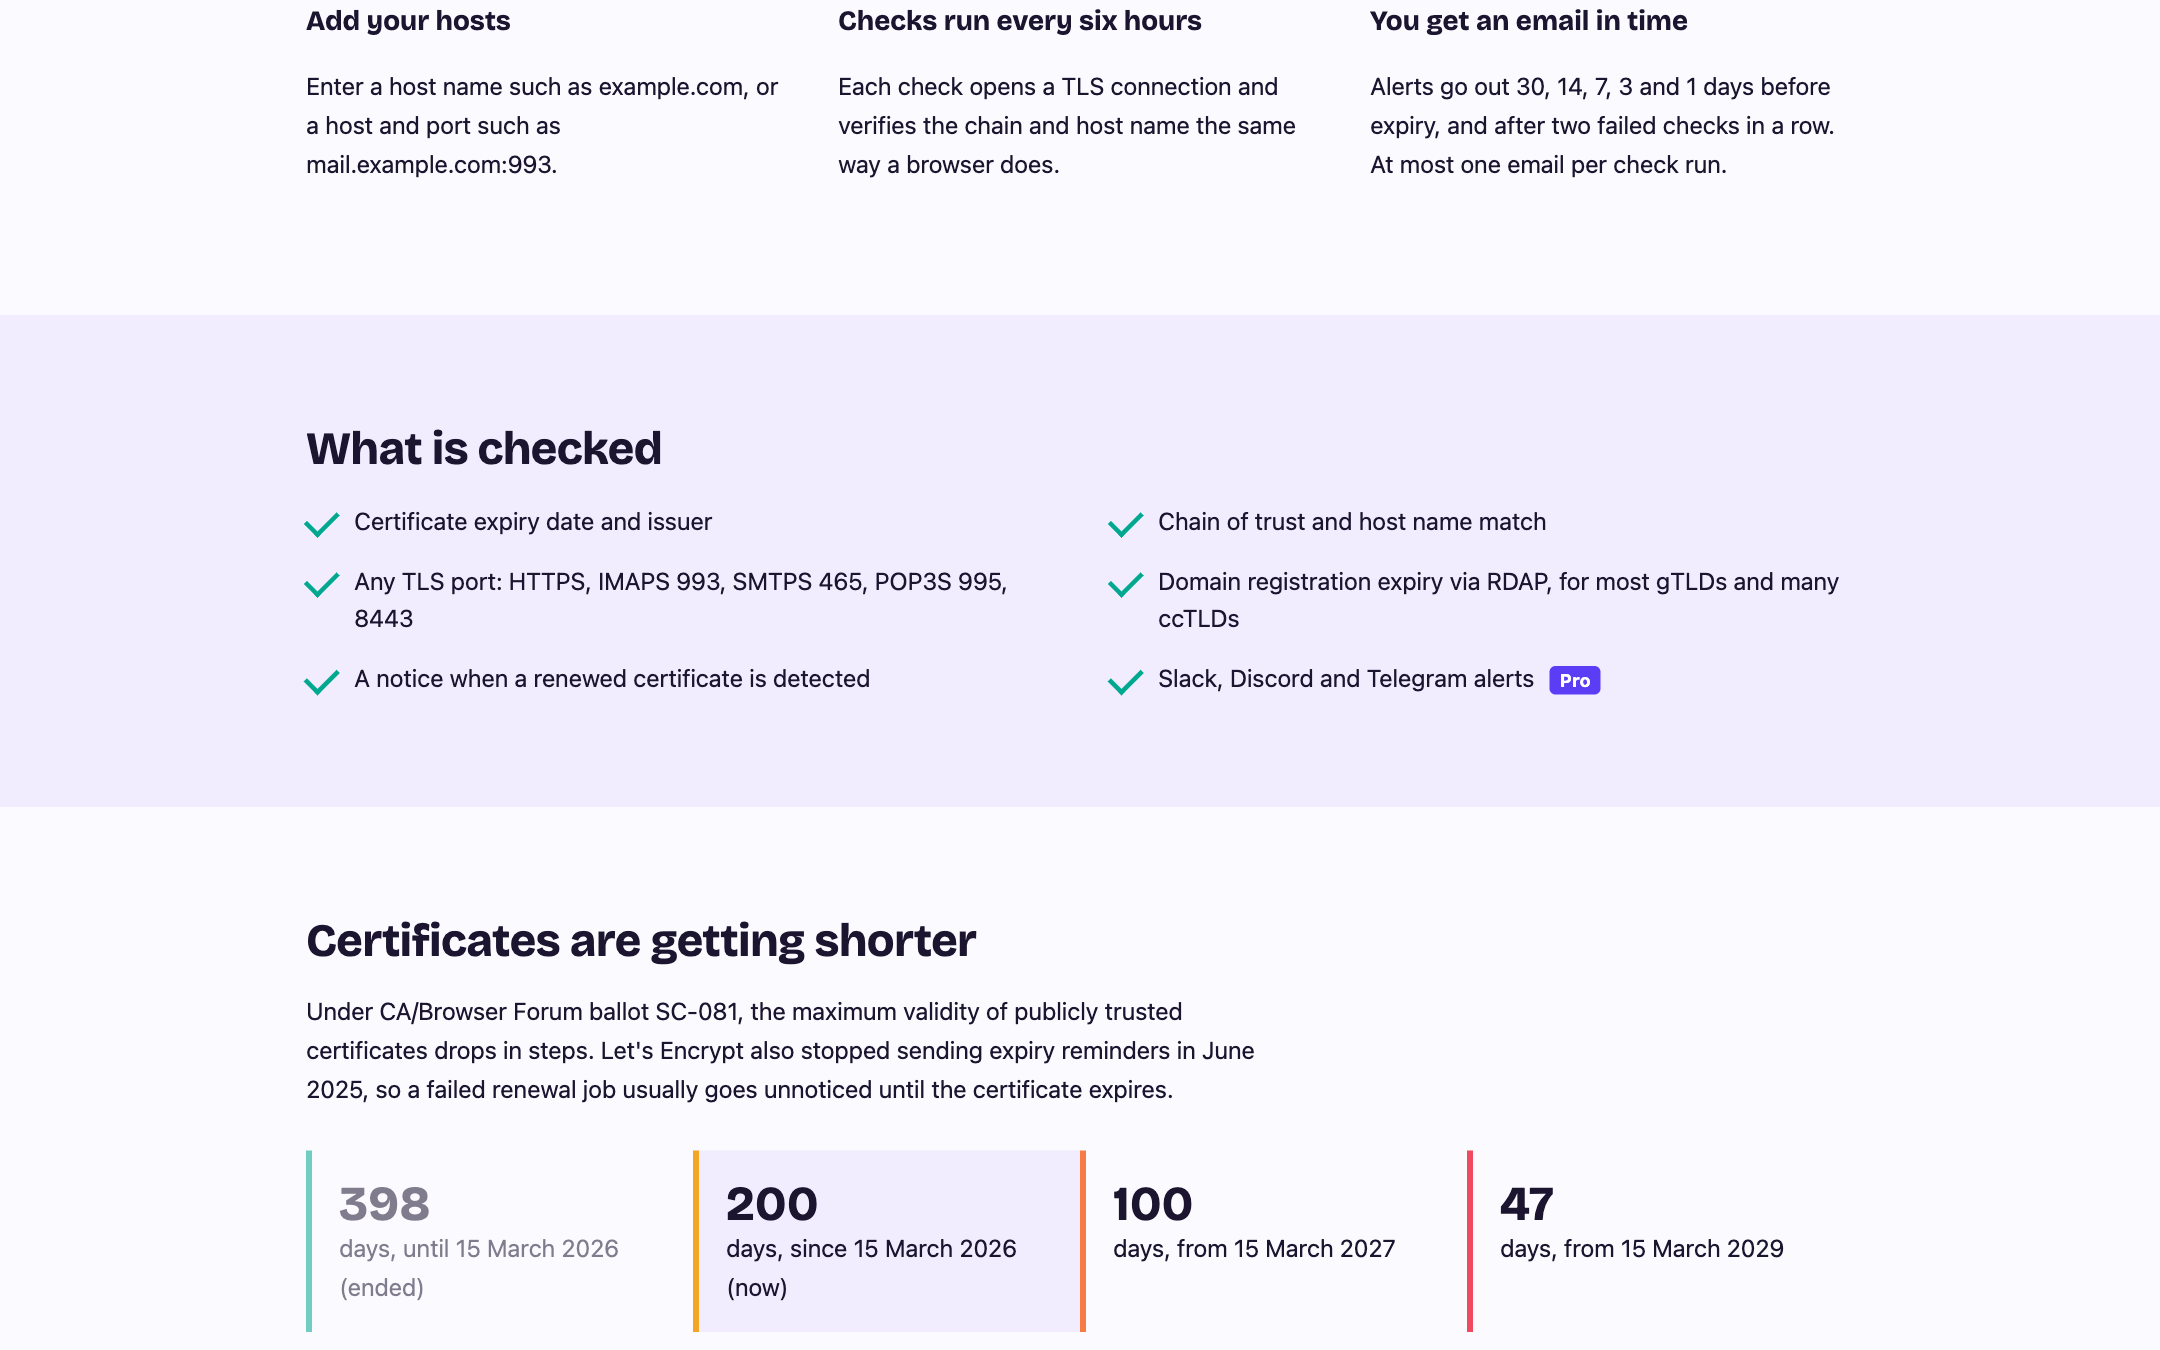 Add your hosts
Enter a host name such as example.com, or
a host and port such as
mail.example.com:993.
Checks run every six hours
Each check opens a TLS connection and
verifies the chain and host name the same
way a browser does.
You get an email in time
Alerts go out 30, 14, 7, 3 and 1 days before
expiry, and after two failed checks in a row.
At most one email per check run.
What is checked
Certificate expiry date and issuer
Chain of trust and host name match
Any TLS port: HTTPS, IMAPS 993, SMTPS 465, POP3S 995,
8443
Domain registration expiry via RDAP, for most gTLDs and many
ccTLDs
A notice when a renewed certificate is detected
Slack, Discord and Telegram alerts Pro
Certificates are getting shorter
Under CA/Browser Forum ballot SC-081, the maximum validity of publicly trusted
certificates drops in steps. Let's Encrypt also stopped sending expiry reminders in June
2025, so a failed renewal job usually goes unnoticed until the certificate expires.
398
days, until 15 March 2026
(ended)
200
days, since 15 March 2026
(now)
100
days, from 15 March 2027
47
days, from 15 March 2029